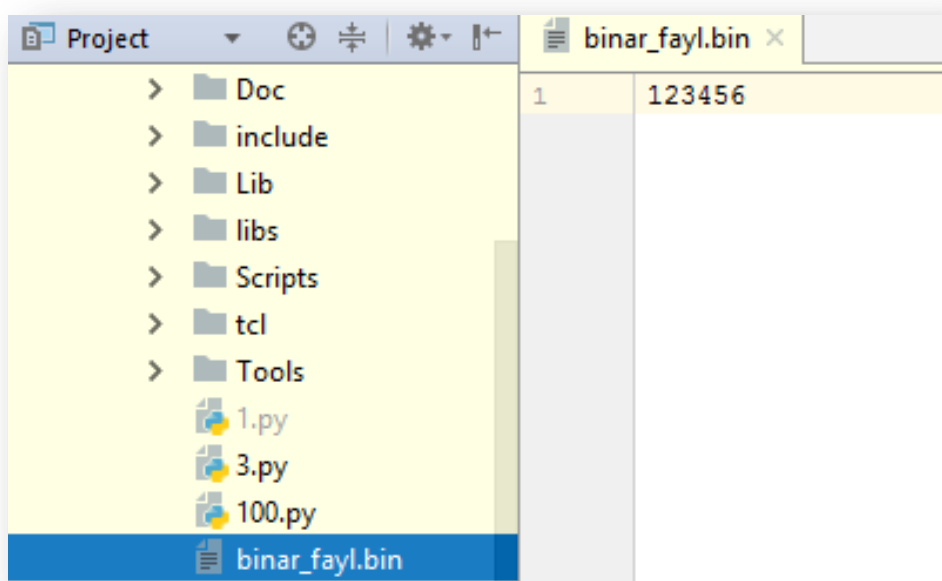 Project
binar_fayl.bin
Doc
1
123456
include
Lib
libs
Scripts
tcl
Tools
1.py
3.py
100.py
binar_fayl.bin